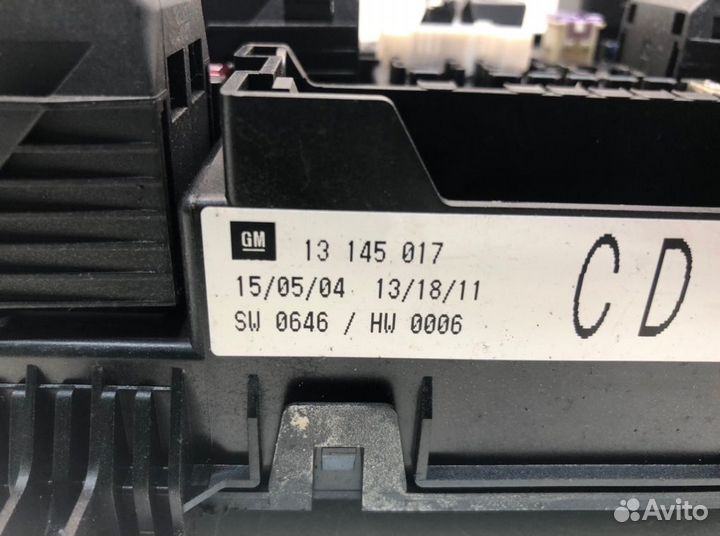 GM 13 145 017
15/05/04 13/18/11
SW 0646 / HW 0006
CD
Avito